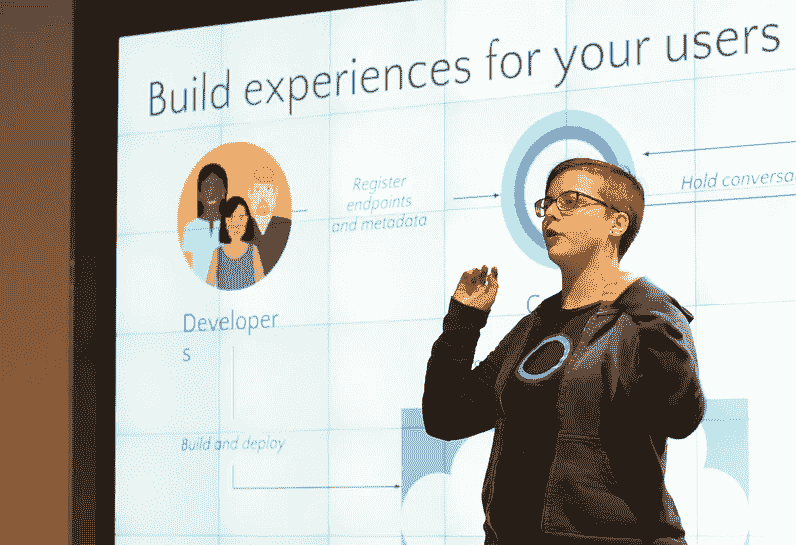 Build experiences for your users
Register
endpoints
and metadata
Hold conversa
Developer
s
C
Build and deploy